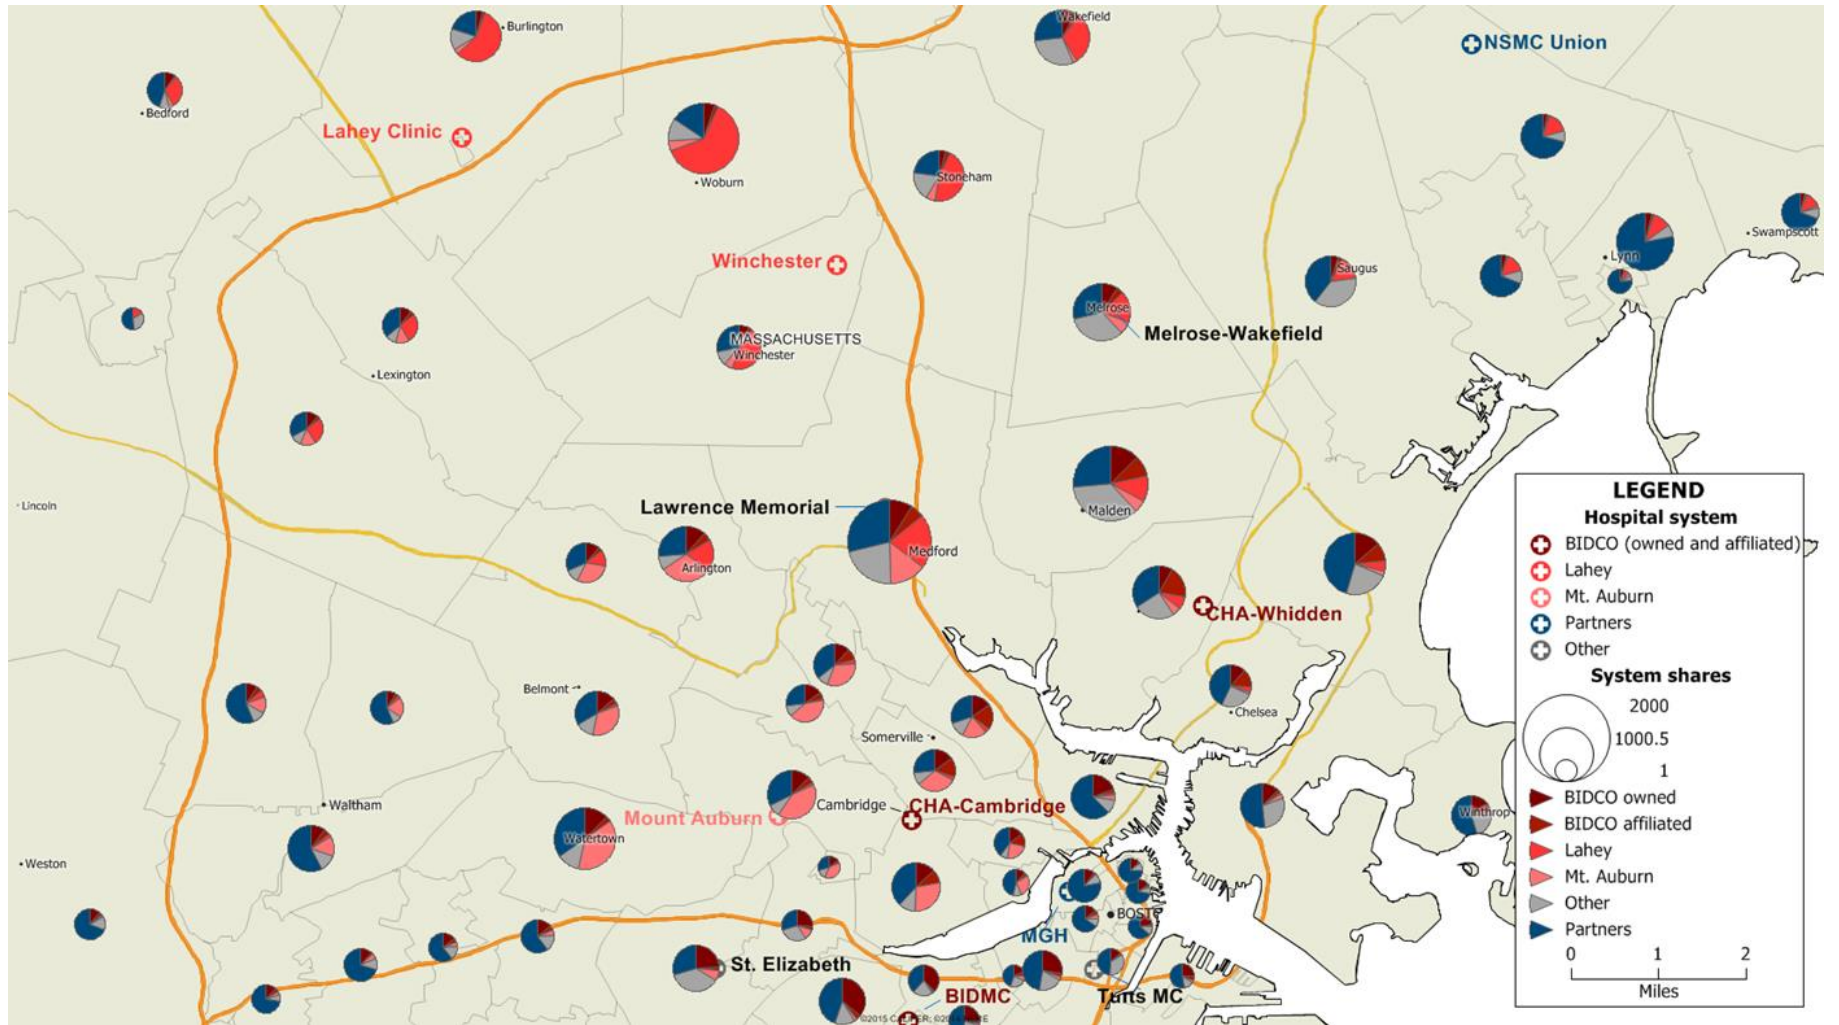 Burlington
Wakefield
NSMC Union
Bedford
Lahey Clinic
Woburn
Stoneham
Swampscott
Lynn
Winchester
Saugus
Melrose
Melrose-Wakefield
MASSACHUSETTS
Winchester
Lexington
Lincoln
Lawrence Memorial
Malden
Medford
Arlington
CHA-Whidden
Belmont
Chelsea
Somerville
Waltham
Cambridge
CHA-Cambridge
Mount Auburn
Winthrop
Watertown
Weston
MGH
St. Elizabeth
Tufts MC
BIDMC
LEGEND
Hospital system
BIDCO (owned and affiliated)
Lahey
Mt. Auburn
Partners
Other
System shares
2000
1000.5
1
BIDCO owned
BIDCO affiliated
Lahey
Mt. Auburn
Other
Partners
0 1 2
Miles